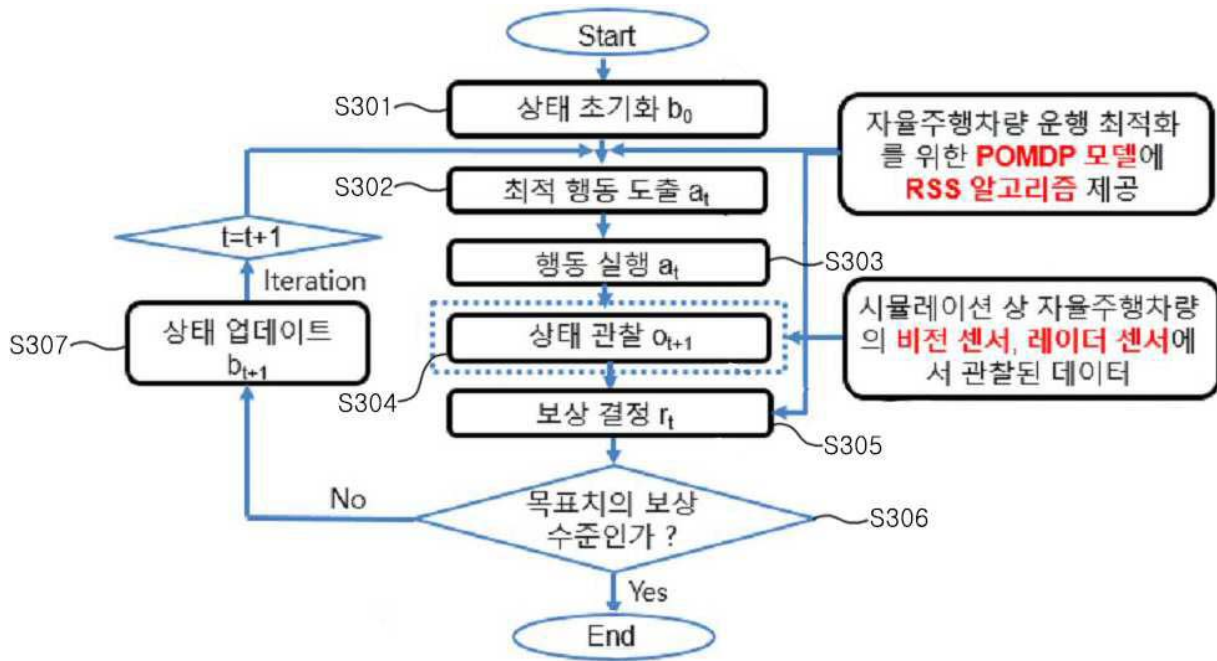 Start
S301
상태 초기화 b0
자율주행차량 운행 최적화
를 위한 POMDP 모델에
RSS 알고리즘 제공
S302
최적 행동 도출 at
t=t+1
행동 실행 at
S303
Iteration
시뮬레이션 상 자율주행차량
의 비전 센서, 레이더 센서에
서 관찰된 데이터
상태 관찰 ot+1
S307
상태 업데이트
bt+1
S304
보상 결정 rt
S305
No
목표치의 보상
수준인가 ?
S306
Yes
End